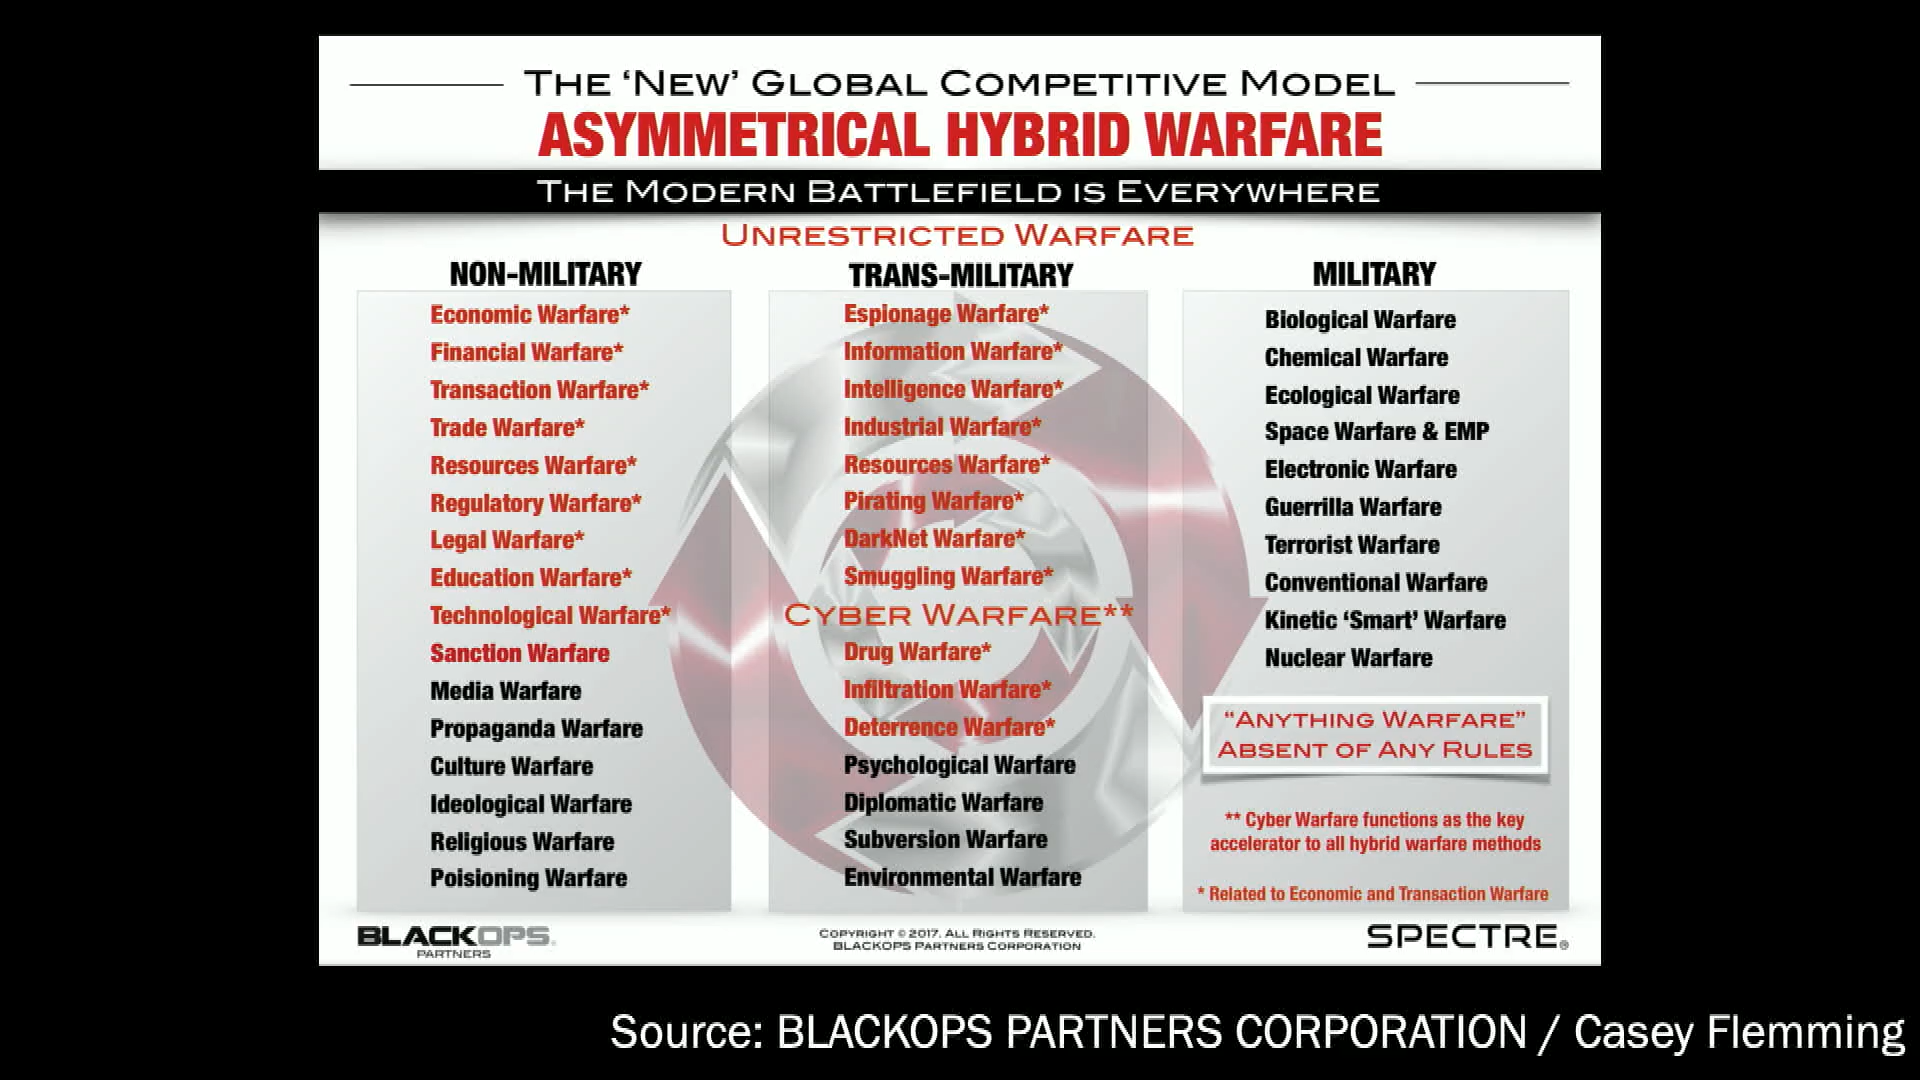 THE ‘NEW’ GLOBAL COMPETITIVE MODEL
ASYMMETRICAL HYBRID WARFARE
THE MODERN BATTLEFIELD IS EVERYWHERE
UNRESTRICTED WARFARE
NON-MILITARY
Economic Warfare*
Financial Warfare*
Transaction Warfare*
Trade Warfare*
Resources Warfare*
Regulatory Warfare*
Legal Warfare*
Education Warfare*
Technological Warfare*
Sanction Warfare
Media Warfare
Propaganda Warfare
Culture Warfare
Ideological Warfare
Religious Warfare
Poisioning Warfare
TRANS-MILITARY
Espionage Warfare*
Information Warfare*
Intelligence Warfare*
Industrial Warfare*
Resources Warfare*
Pirating Warfare*
DarkNet Warfare*
Smuggling Warfare*
CYBER WARFARE**
Drug Warfare*
Infiltration Warfare*
Deterrence Warfare*
Psychological Warfare
Diplomatic Warfare
Subversion Warfare
Environmental Warfare
MILITARY
Biological Warfare
Chemical Warfare
Ecological Warfare
Space Warfare & EMP
Electronic Warfare
Guerrilla Warfare
Terrorist Warfare
Conventional Warfare
Kinetic ‘Smart’ Warfare
Nuclear Warfare
“ANYTHING WARFARE”
ABSENT OF ANY RULES
** Cyber Warfare functions as the key
accelerator to all hybrid warfare methods
* Related to Economic and Transaction Warfare
BLACKOPS®
PARTNERS
COPYRIGHT © 2017. ALL RIGHTS RESERVED.
BLACKOPS PARTNERS CORPORATION
SPECTRE®
Source: BLACKOPS PARTNERS CORPORATION / Casey Flemming